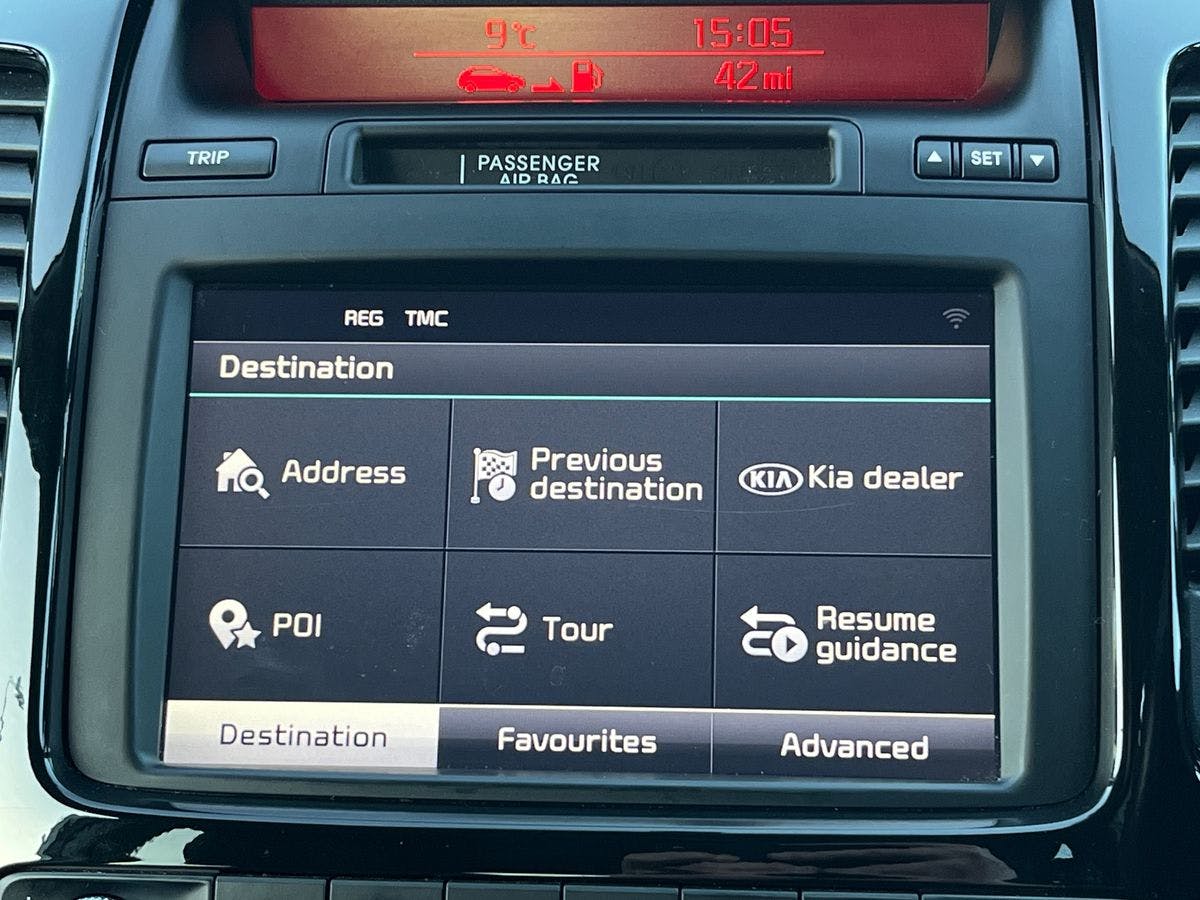 9℃ 15:05
42mi
TRIP
PASSENGER
AIR BAG
SET
REG TMC
Destination
Address
Previous
destination
KIA Kia dealer
POI
Tour
Resume
guidance
Destination Favourites Advanced